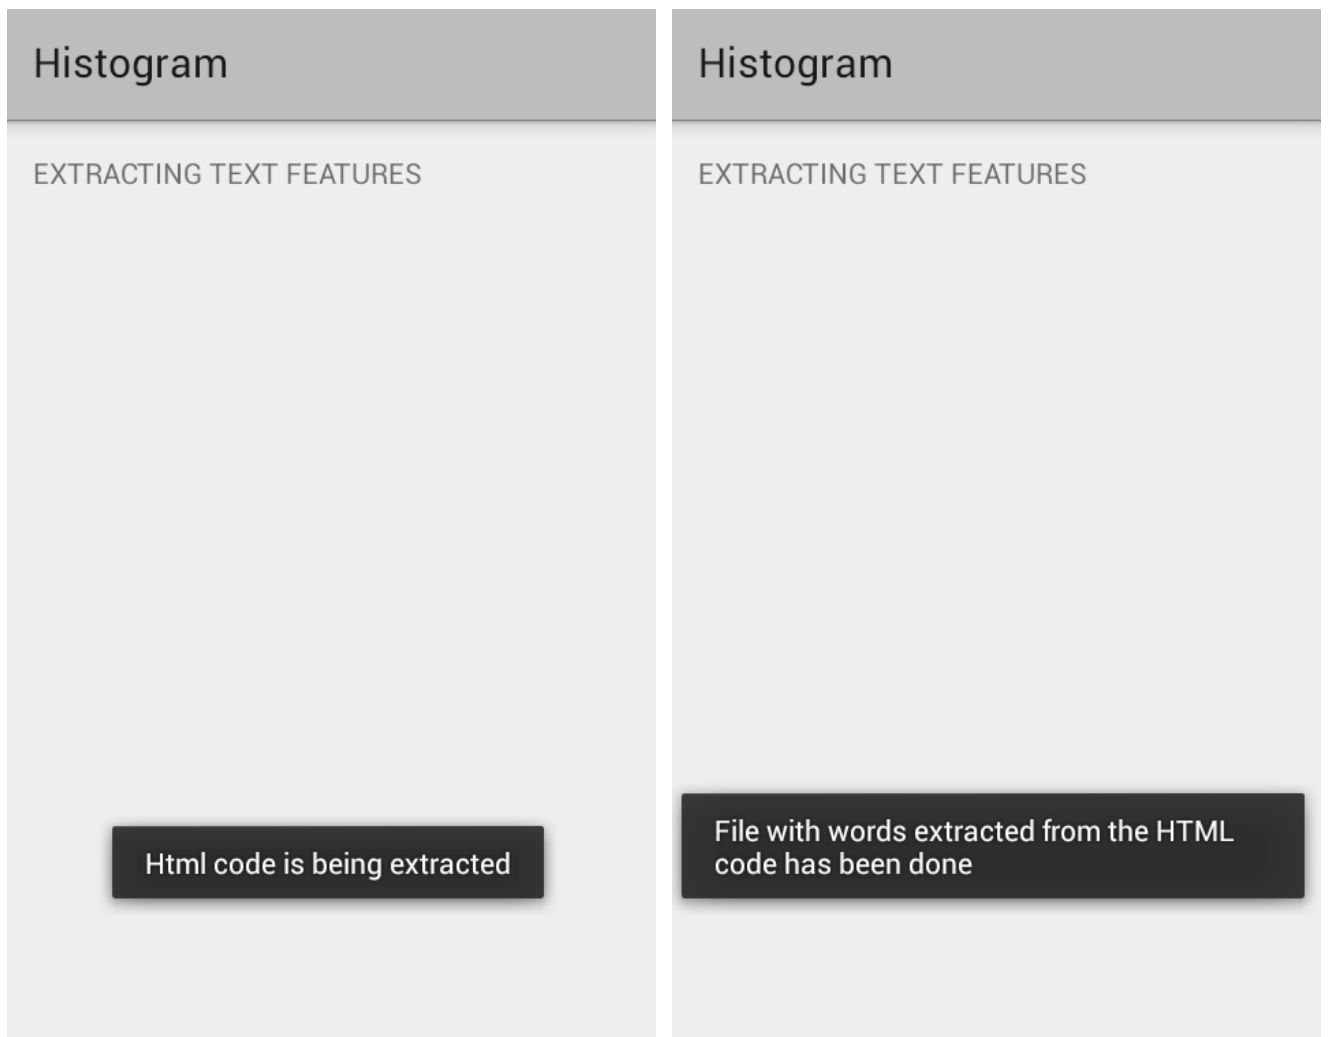 Histogram
EXTRACTING TEXT FEATURES
Html code is being extracted
Histogram
EXTRACTING TEXT FEATURES
File with words extracted from the HTML
code has been done